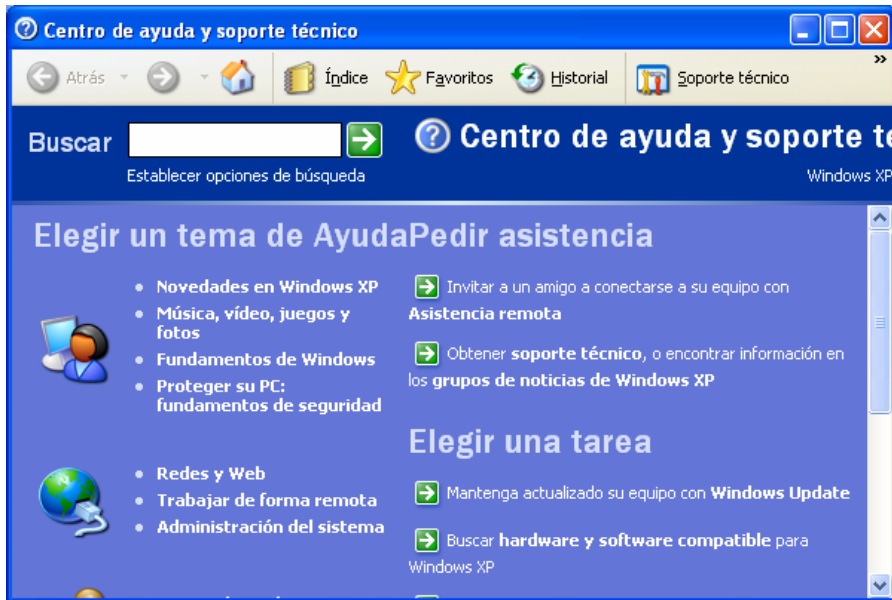 Centro de ayuda y soporte técnico
Atrás
Índice
Favoritos
Historial
Soporte técnico
»
Buscar
Establecer opciones de búsqueda
Centro de ayuda y soporte té
Windows XP
Elegir un tema de Ayuda
Novedades en Windows XP
Música, vídeo, juegos y
fotos
Fundamentos de Windows
Proteger su PC:
fundamentos de seguridad
Redes y Web
Trabajar de forma remota
Administración del sistema
Pedir asistencia
Invitar a un amigo a conectarse a su equipo con
Asistencia remota
Obtener soporte técnico, o encontrar información en
los grupos de noticias de Windows XP
Elegir una tarea
Mantenga actualizado su equipo con Windows Update
Buscar hardware y software compatible para
Windows XP